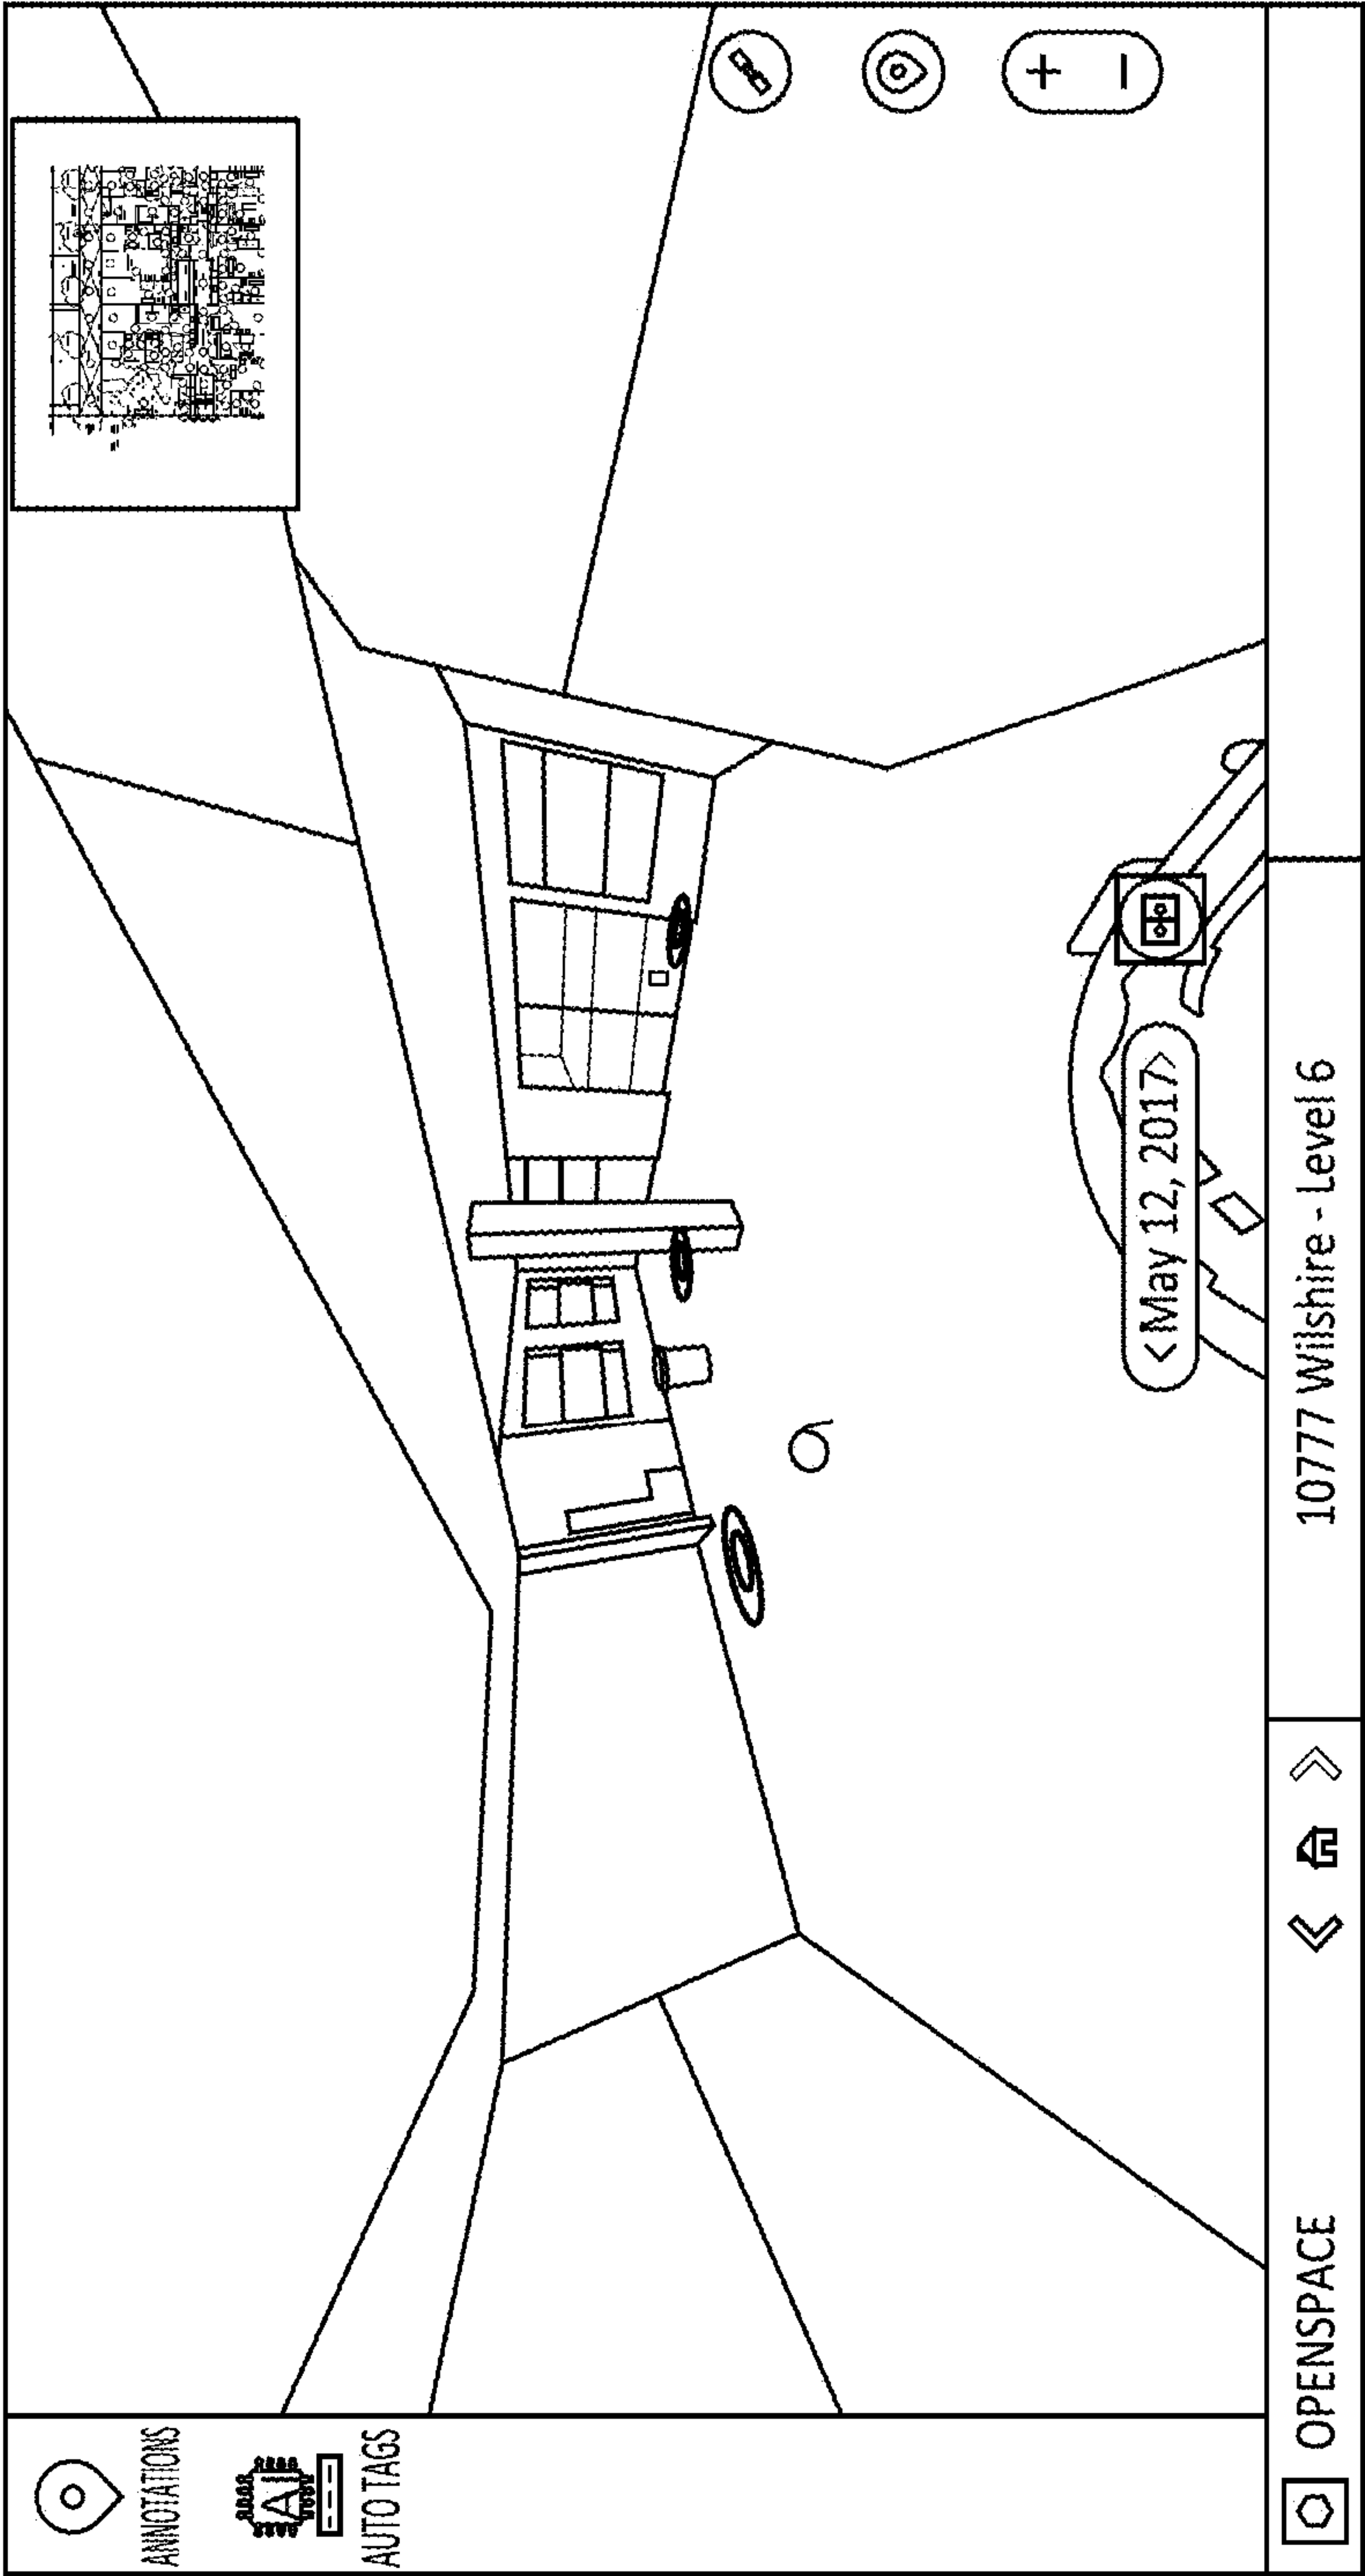 ANNOTATIONS
AUTO TAGS
AI
< May 12, 2017 >
+
−
OPENSPACE
10777 Wilshire - Level 6